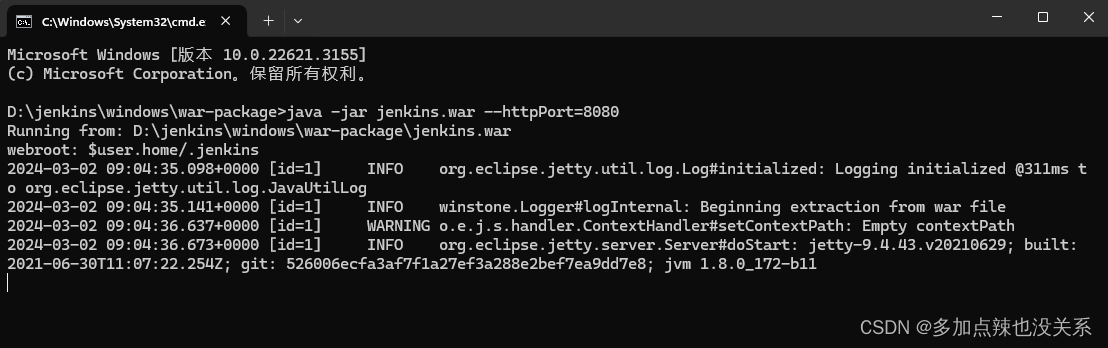 C:\Windows\System32\cmd.e:
Microsoft Windows [版本 10.0.22621.3155]
(c) Microsoft Corporation。保留所有权利。
D:\jenkins\windows\war-package>java -jar jenkins.war --httpPort=8080
Running from: D:\jenkins\windows\war-package\jenkins.war
webroot: $user.home/.jenkins
2024-03-02 09:04:35.098+0000 [id=1]     INFO    org.eclipse.jetty.util.log.Log#initialized: Logging initialized @311ms t
o org.eclipse.jetty.util.log.JavaUtilLog
2024-03-02 09:04:35.141+0000 [id=1]     INFO    winstone.Logger#logInternal: Beginning extraction from war file
2024-03-02 09:04:36.637+0000 [id=1]     WARNING o.e.j.s.handler.ContextHandler#setContextPath: Empty contextPath
2024-03-02 09:04:36.673+0000 [id=1]     INFO    org.eclipse.jetty.server.Server#doStart: jetty-9.4.43.v20210629; built:
2021-06-30T11:07:22.254Z; git: 526006ecfa3af7f1a27ef3a288e2bef7ea9dd7e8; jvm 1.8.0_172-b11
CSDN @多加点辣也没关系